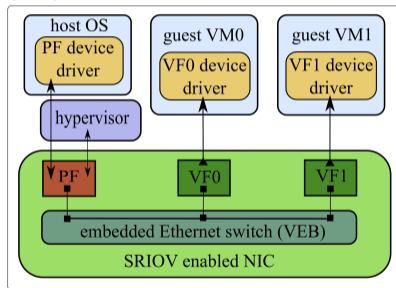 host OS
PF device
driver
guest VM0
VF0 device
driver
guest VM1
VF1 device
driver
hypervisor
PF
VF0
VF1
embedded Ethernet switch (VEB)
SRIOV enabled NIC